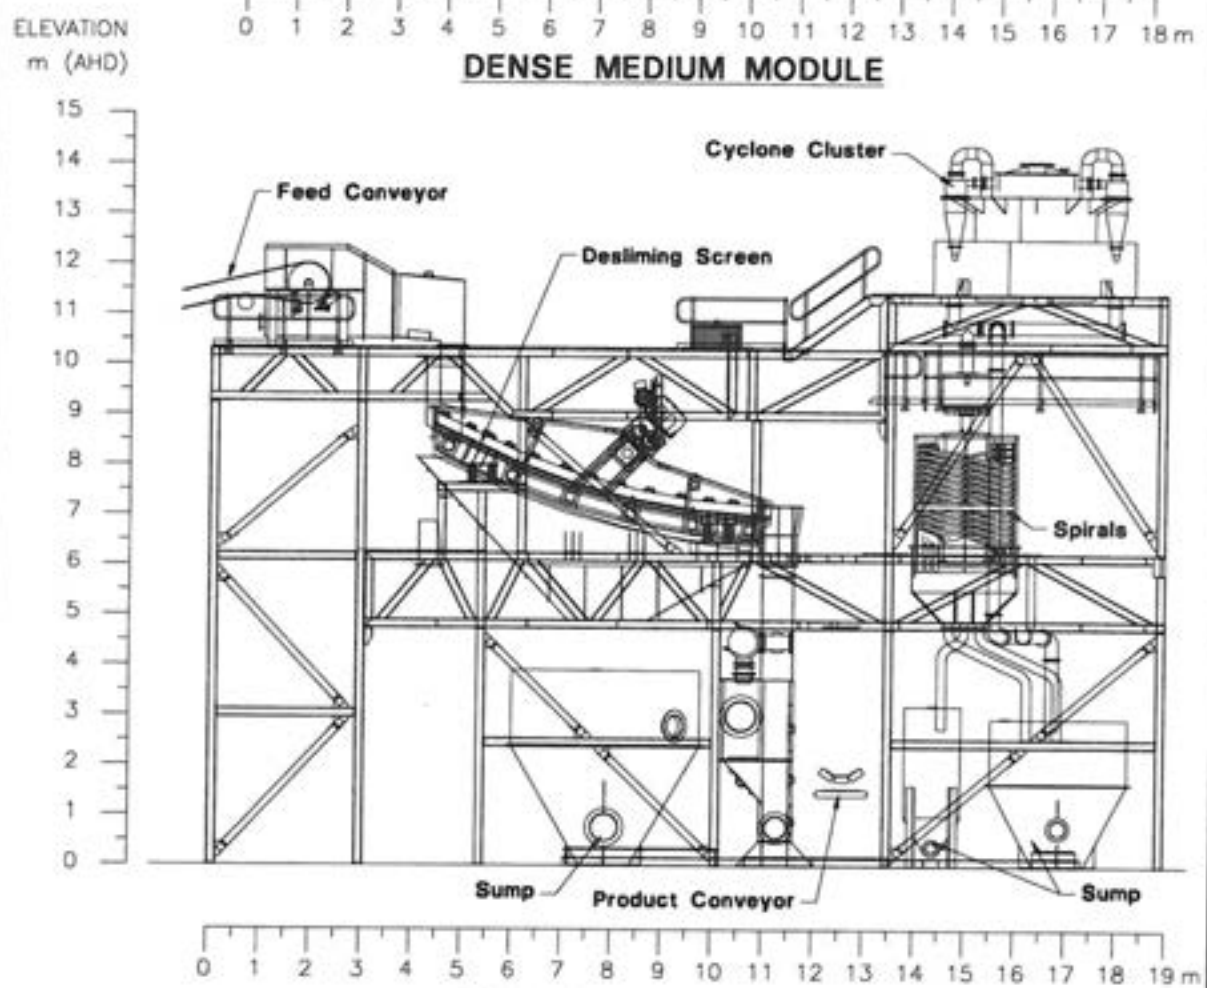 0 1 2 3 4 5 6 7 8 9 10 11 12 13 14 15 16 17 18 m
ELEVATION
m (AHD)
DENSE MEDIUM MODULE
15
14
13
12
11
10
9
8
7
6
5
4
3
2
1
0
Cyclone Cluster
Feed Conveyor
Desliming Screen
Spirals
Sump
Product Conveyor
Sump
0 1 2 3 4 5 6 7 8 9 10 11 12 13 14 15 16 17 18 19 m